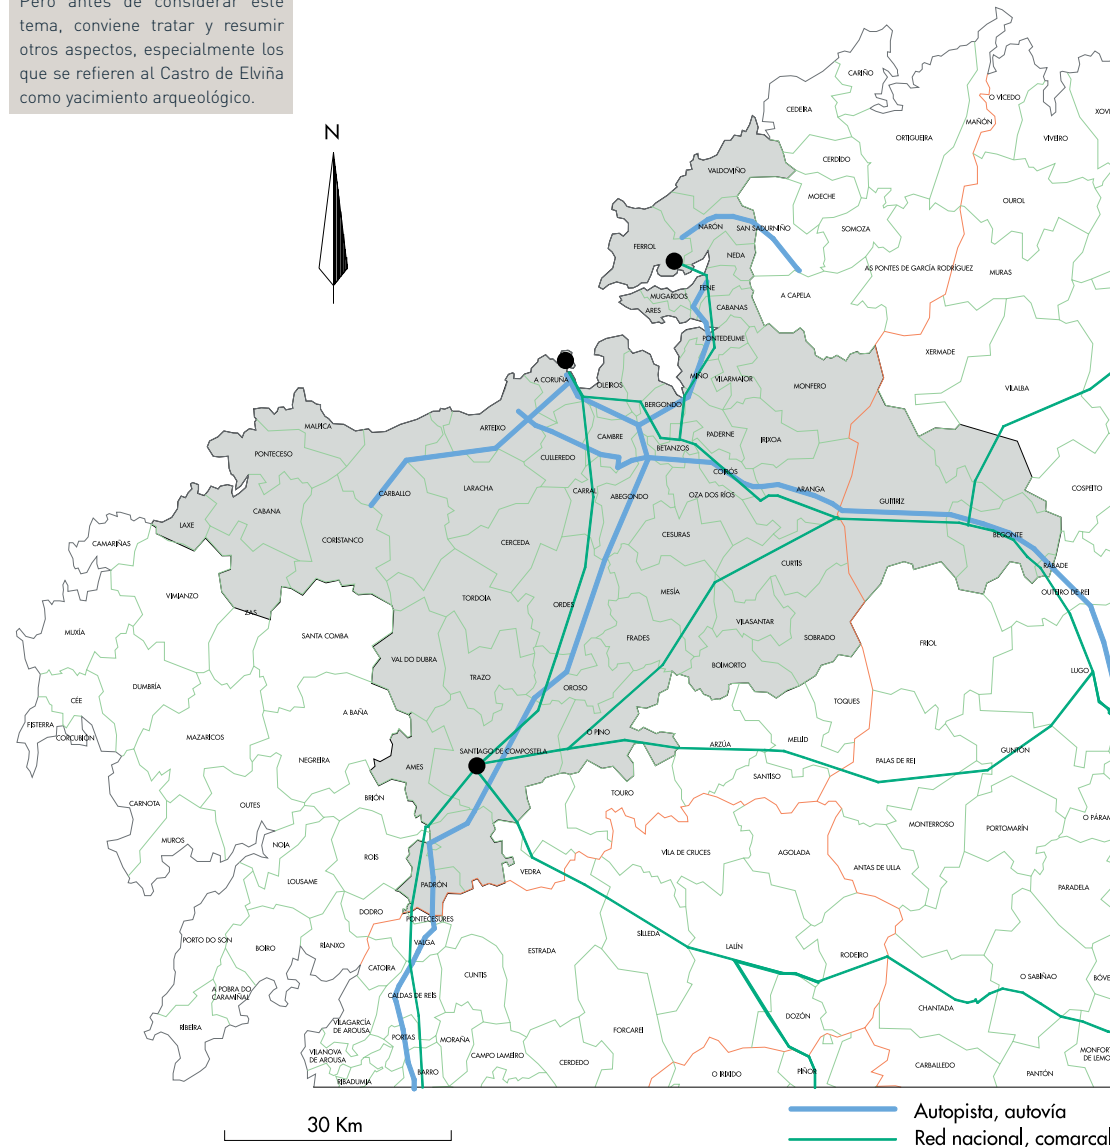 Pero antes de considerar este
tema, conviene tratar y resumir
otros aspectos, especialmente los
que se refieren al Castro de Elviña
como yacimiento arqueológico.
N
CARIÑO
CEDEIRA
O VICEDO
XOVE
MAÑÓN
ORTIGUEIRA
VIVEIRO
CERDIDO
VALDOVIÑO
MOECHE
OUROL
NARÓN
SAN SADURNIÑO
SOMOZA
FERROL
NEDA
AS PONTES DE GARCÍA RODRÍGUEZ
MURAS
FENE
MUGARDOS
A CAPELA
CABANAS
ARES
PONTEDEUME
XERMADE
A CORUÑA
OLEIROS
MIÑO
VILARMAIOR
MONFERO
VILALBA
BERGONDO
MALPICA
ARTEIXO
CAMBRE
PADERNE
IRIXOA
BETANZOS
PONTECESO
CULLEREDO
COIRÓS
LARACHA
ARANGA
COSPEITO
CARBALLO
CARRAL
ABEGONDO
OZA DOS RÍOS
GUITIRIZ
CABANA
LAXE
CESURAS
BEGONTE
CORISTANCO
CERCEDA
CAMARIÑAS
CURTIS
RÁBADE
MESÍA
OUTEIRO DE REI
VIMIANZO
TORDOIA
ORDES
ZAS
VILASANTAR
MUXÍA
SANTA COMBA
FRADES
SOBRADO
FRIOL
VAL DO DUBRA
BOIMORTO
LUGO
TRAZO
DUMBRÍA
OROSO
CÉE
TOQUES
A BAÑA
FISTERRA
CORCUBIÓN
MAZARICOS
O PINO
MELLID
ARZÚA
SANTIAGO DE COMPOSTELA
GUNTÓN
NEGREIRA
AMES
PALAS DE REI
SANTISO
TOURO
BRIÓN
CARNOTA
OUTES
O PÁRAM
MONTERROSO
PORTOMARÍN
MUROS
NOIA
VILA DE CRUCES
AGOLADA
ROIS
ANTAS DE ULLA
VEDRA
LOUSAME
PADRÓN
PARADELA
DODRO
PONTECESURES
SILLEDA
PORTO DO SON
BOIRO
RIANXO
VALGA
LALÍN
ESTRADA
RODEIRO
CATOIRA
CUNTIS
O SABIÑAO
BÓVE
A POBRA DO
CARAMIÑAL
CALDAS DE REÍS
CHANTADA
RIBEIRA
VILAGARCÍA
DE AROUSA
DOZÓN
FORCAREI
PORTAS
MORAÑA
MONFOR
DE LEMO
VILANOVA
DE AROUSA
CAMPO LAMEIRO
CERDEDO
CARBALLEDO
BARRO
O IRIXIDO
PIÑOR
PANTÓN
RIBADUMIA
30 Km
Autopista, autovía
Red nacional, comarcal